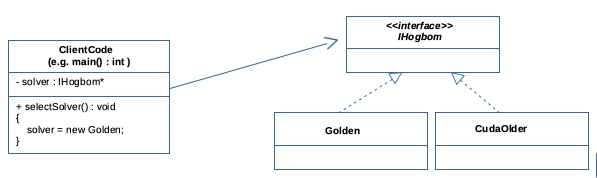 ClientCode
(e.g. main() : int )
- solver : IHogbom*
+ selectSolver() : void
{
solver = new Golden;
}
<<interface>>
IHogbom
Golden
CudaOlder